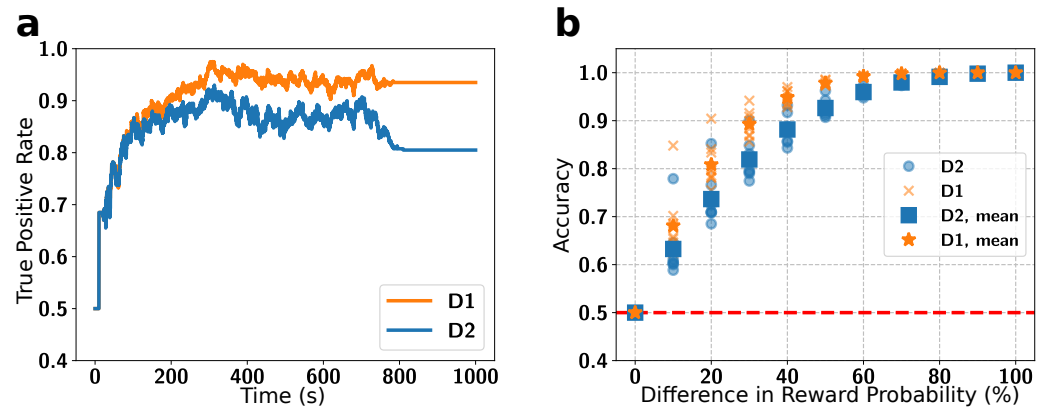 a
1.0
0.9
0.8
0.7
0.6
0.5
0.4
True Positive Rate
0
200
400
600
800
1000
Time (s)
D1
D2
b
1.0
0.9
0.8
0.7
0.6
0.5
0.4
Accuracy
0
20
40
60
80
100
Difference in Reward Probability (%)
D2
D1
D2, mean
D1, mean